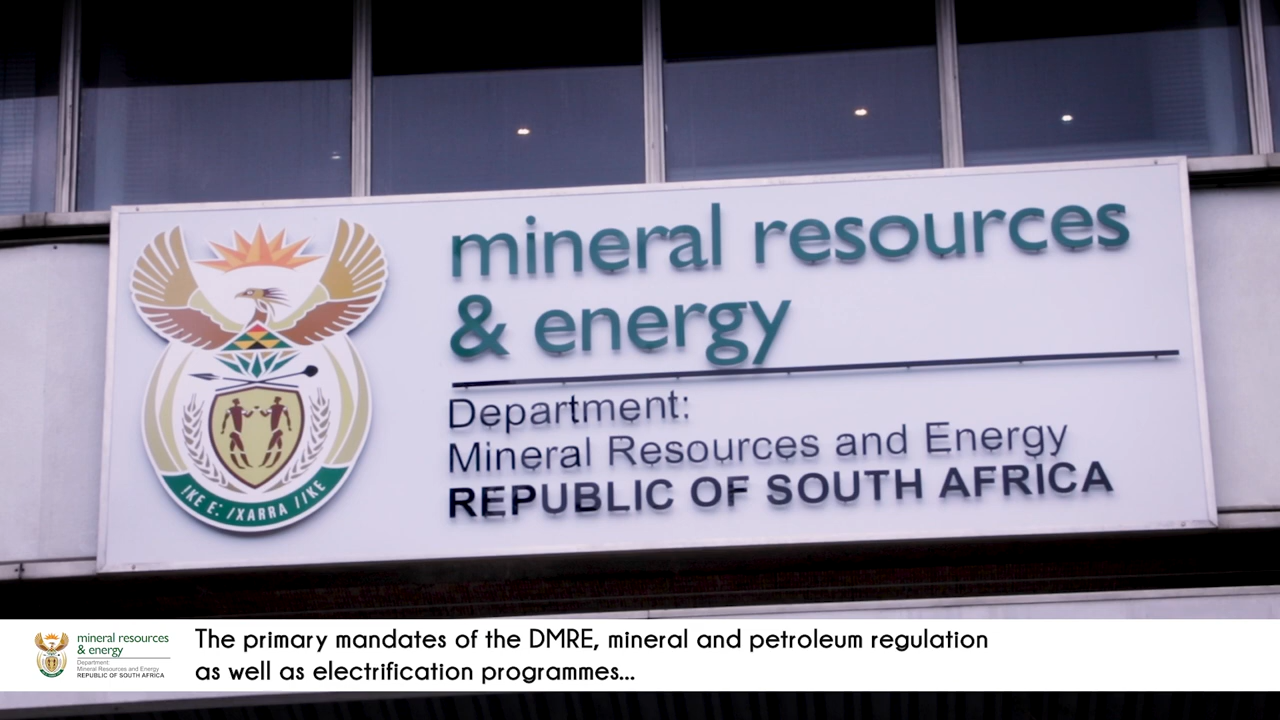 mineral resources
& energy
Department:
Mineral Resources and Energy
REPUBLIC OF SOUTH AFRICA
!KE E: /XARRA //KE
mineral resources
& energy
Department:
Mineral Resources and Energy
REPUBLIC OF SOUTH AFRICA
The primary mandates of the DMRE, mineral and petroleum regulation
as well as electrification programmes...